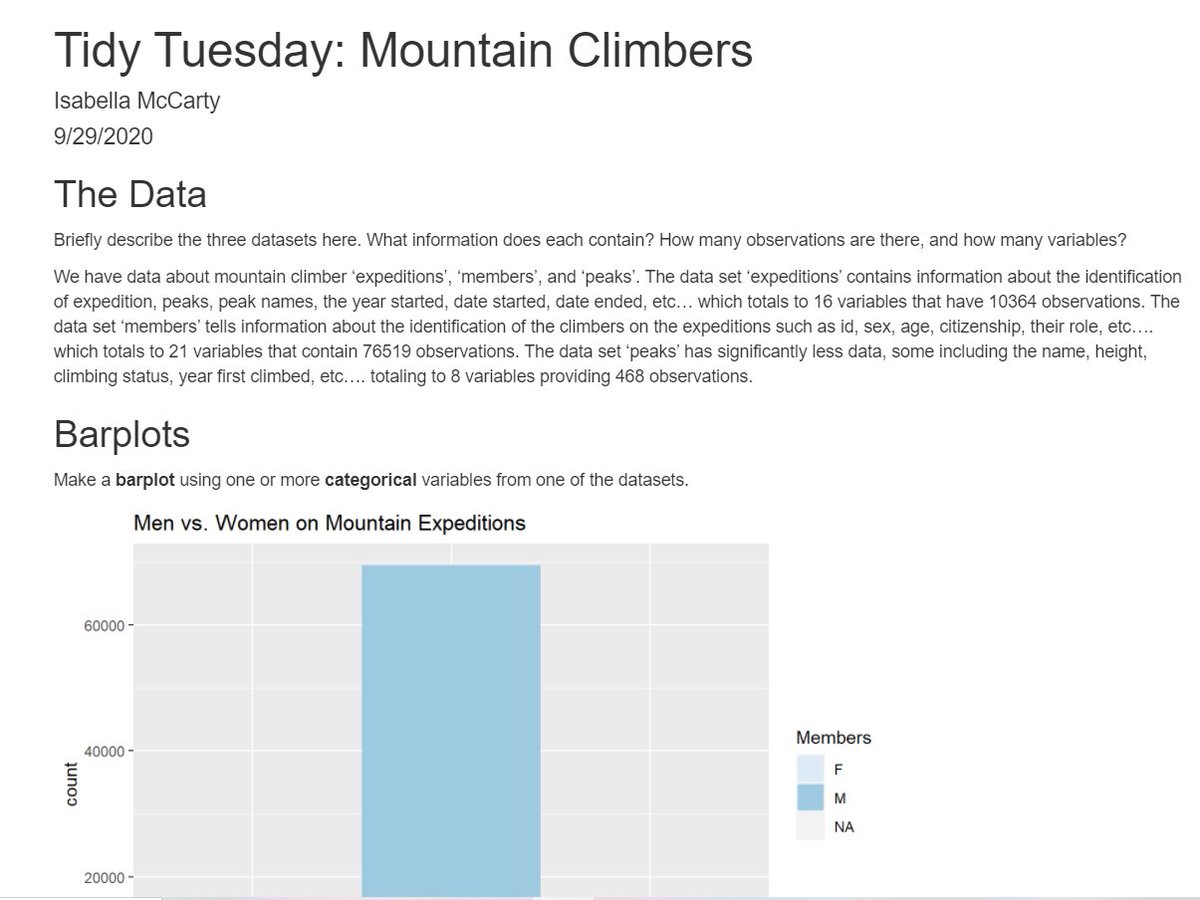 Tidy Tuesday: Mountain Climbers
Isabella McCarty
9/29/2020
The Data
Briefly describe the three datasets here. What information does each contain? How many observations are there, and how many variables?
We have data about mountain climber ‘expeditions’, ‘members’, and ‘peaks’. The data set ‘expeditions’ contains information about the identification
of expedition, peaks, peak names, the year started, date started, date ended, etc… which totals to 16 variables that have 10364 observations. The
data set ‘members’ tells information about the identification of the climbers on the expeditions such as id, sex, age, citizenship, their role, etc….
which totals to 21 variables that contain 76519 observations. The data set ‘peaks’ has significantly less data, some including the name, height,
climbing status, year first climbed, etc…. totaling to 8 variables providing 468 observations.
Barplots
Make a barplot using one or more categorical variables from one of the datasets.
Men vs. Women on Mountain Expeditions
60000
40000
20000
count
Members
F
M
NA